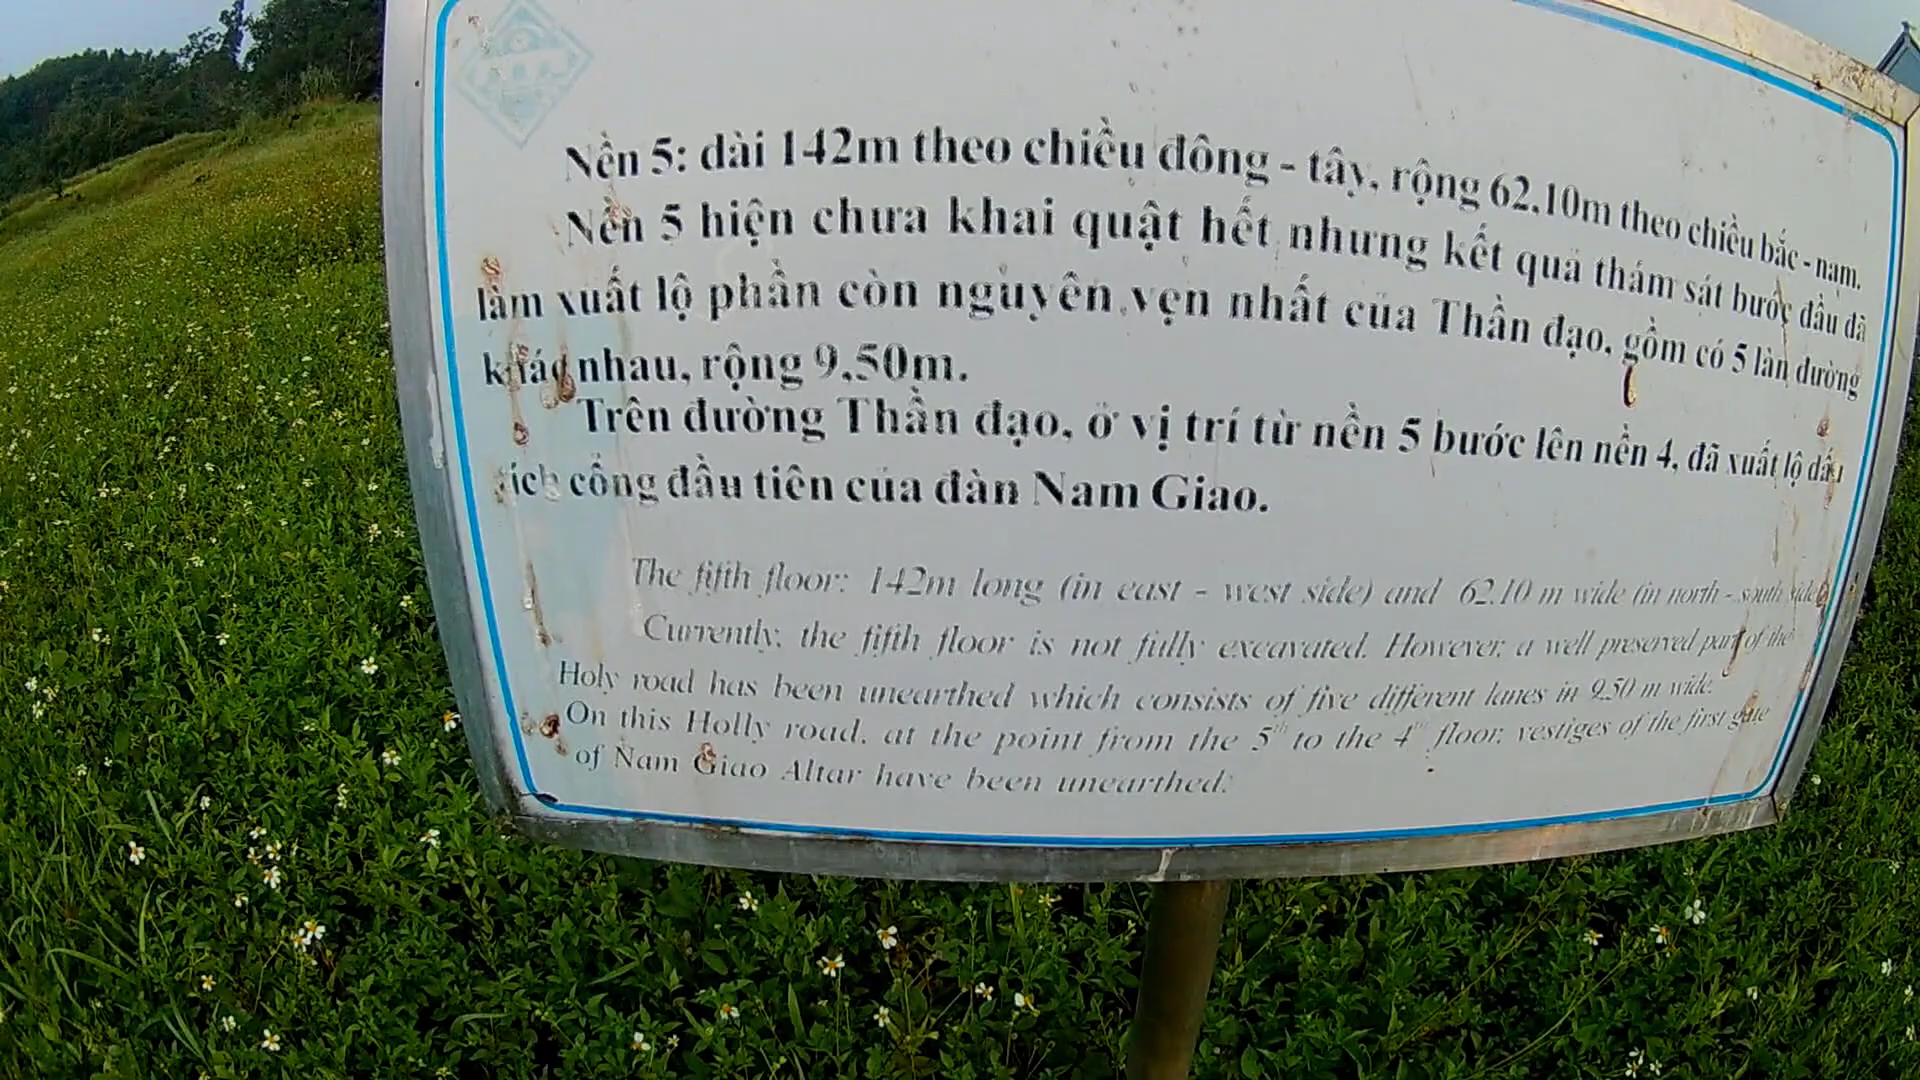 Nền 5: dài 142m theo chiều đông - tây, rộng 62,10m theo chiều bắc - nam.
Nền 5 hiện chưa khai quật hết nhưng kết quả thám sát bước đầu đã
làm xuất lộ phần còn nguyên vẹn nhất của Thần đạo, gồm có 5 làn đường
khác nhau, rộng 9,50m.
Trên đường Thần đạo, ở vị trí từ nền 5 bước lên nền 4, đã xuất lộ dấu
tích cổng đầu tiên của đàn Nam Giao.
The fifth floor: 142m long (in east - west side) and 62.10 m wide (in north - south side)
Currently, the fifth floor is not fully excavated. However, a well preserved part of the
Holy road has been unearthed which consists of five different lanes in 9.50 m wide.
On this Holly road, at the point from the 5th to the 4th floor, vestiges of the first gate
of Nam Giao Altar have been unearthed.